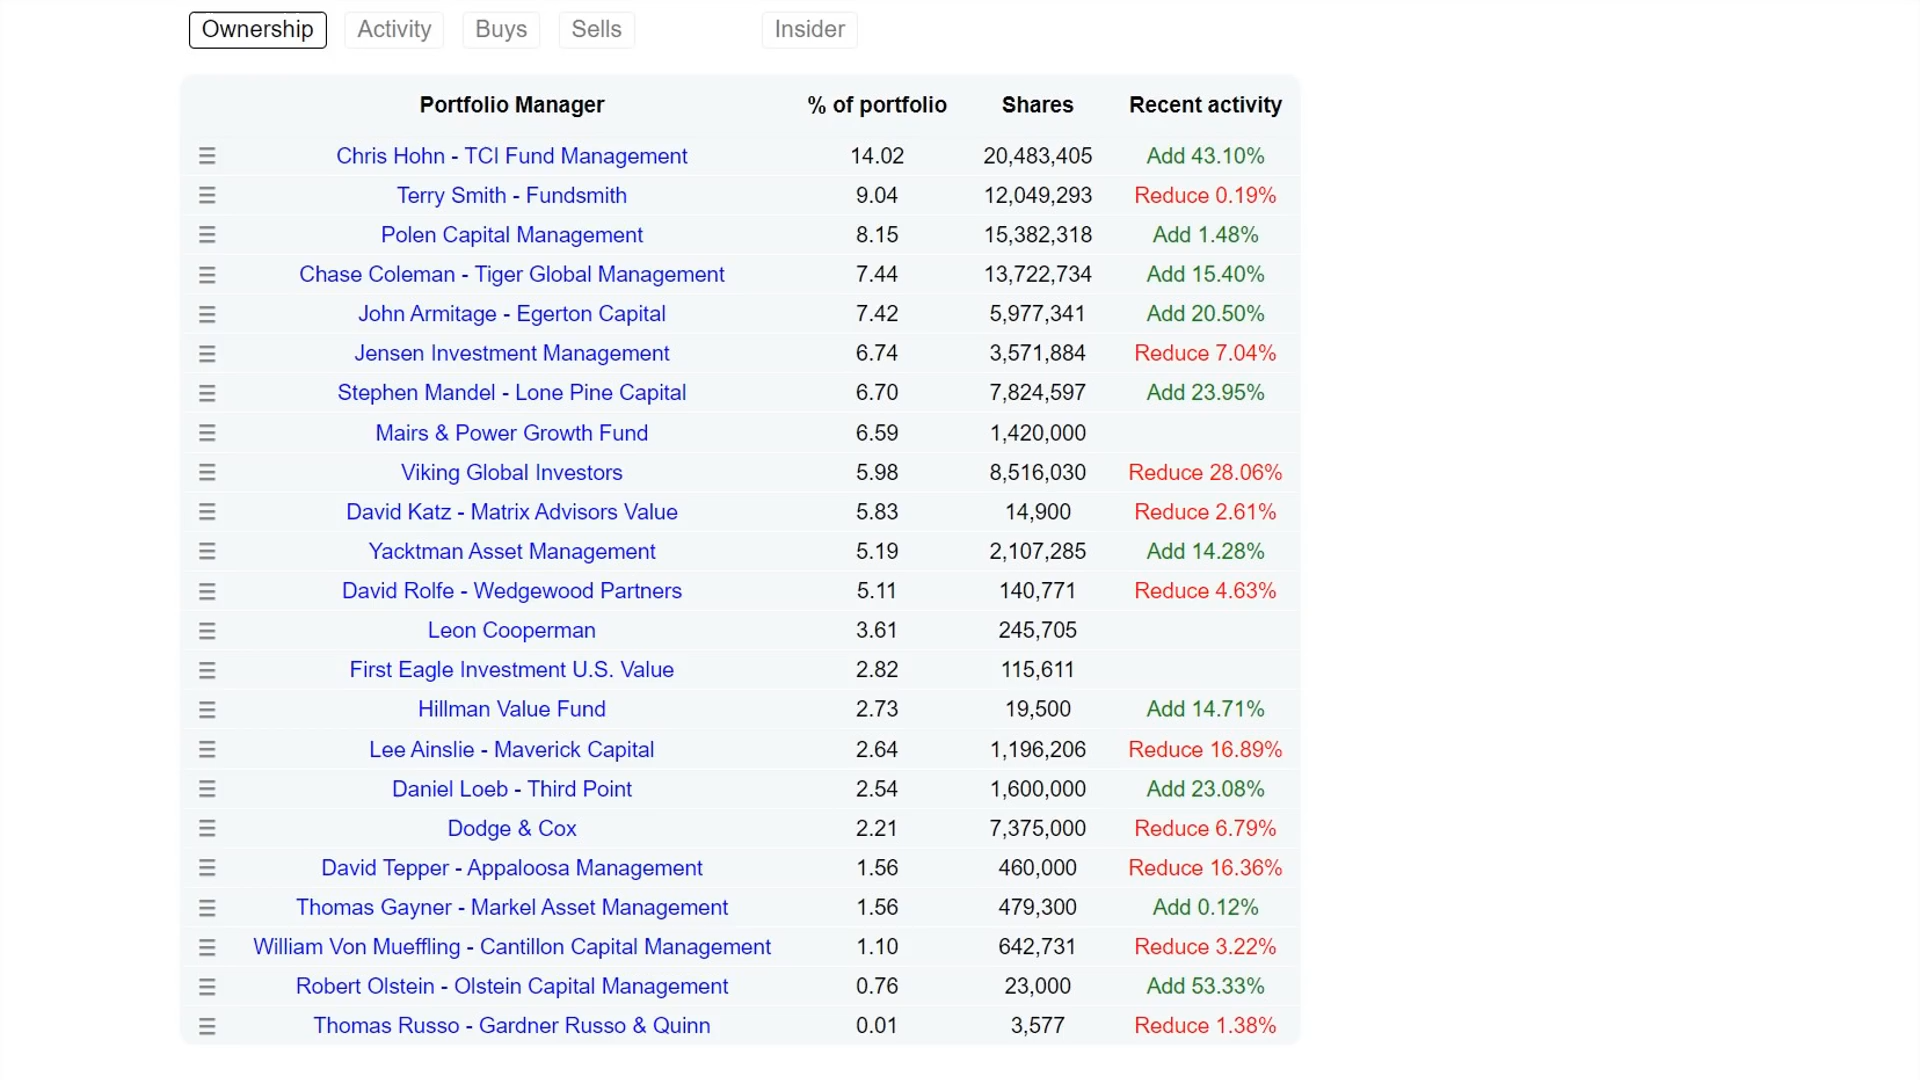 Ownership Activity Buys Sells Insider
Portfolio Manager % of portfolio Shares Recent activity
Chris Hohn - TCI Fund Management 14.02 20,483,405 Add 43.10%
Terry Smith - Fundsmith 9.04 12,049,293 Reduce 0.19%
Polen Capital Management 8.15 15,382,318 Add 1.48%
Chase Coleman - Tiger Global Management 7.44 13,722,734 Add 15.40%
John Armitage - Egerton Capital 7.42 5,977,341 Add 20.50%
Jensen Investment Management 6.74 3,571,884 Reduce 7.04%
Stephen Mandel - Lone Pine Capital 6.70 7,824,597 Add 23.95%
Mairs & Power Growth Fund 6.59 1,420,000
Viking Global Investors 5.98 8,516,030 Reduce 28.06%
David Katz - Matrix Advisors Value 5.83 14,900 Reduce 2.61%
Yacktman Asset Management 5.19 2,107,285 Add 14.28%
David Rolfe - Wedgewood Partners 5.11 140,771 Reduce 4.63%
Leon Cooperman 3.61 245,705
First Eagle Investment U.S. Value 2.82 115,611
Hillman Value Fund 2.73 19,500 Add 14.71%
Lee Ainslie - Maverick Capital 2.64 1,196,206 Reduce 16.89%
Daniel Loeb - Third Point 2.54 1,600,000 Add 23.08%
Dodge & Cox 2.21 7,375,000 Reduce 6.79%
David Tepper - Appaloosa Management 1.56 460,000 Reduce 16.36%
Thomas Gayner - Markel Asset Management 1.56 479,300 Add 0.12%
William Von Mueffling - Cantillon Capital Management 1.10 642,731 Reduce 3.22%
Robert Olstein - Olstein Capital Management 0.76 23,000 Add 53.33%
Thomas Russo - Gardner Russo & Quinn 0.01 3,577 Reduce 1.38%